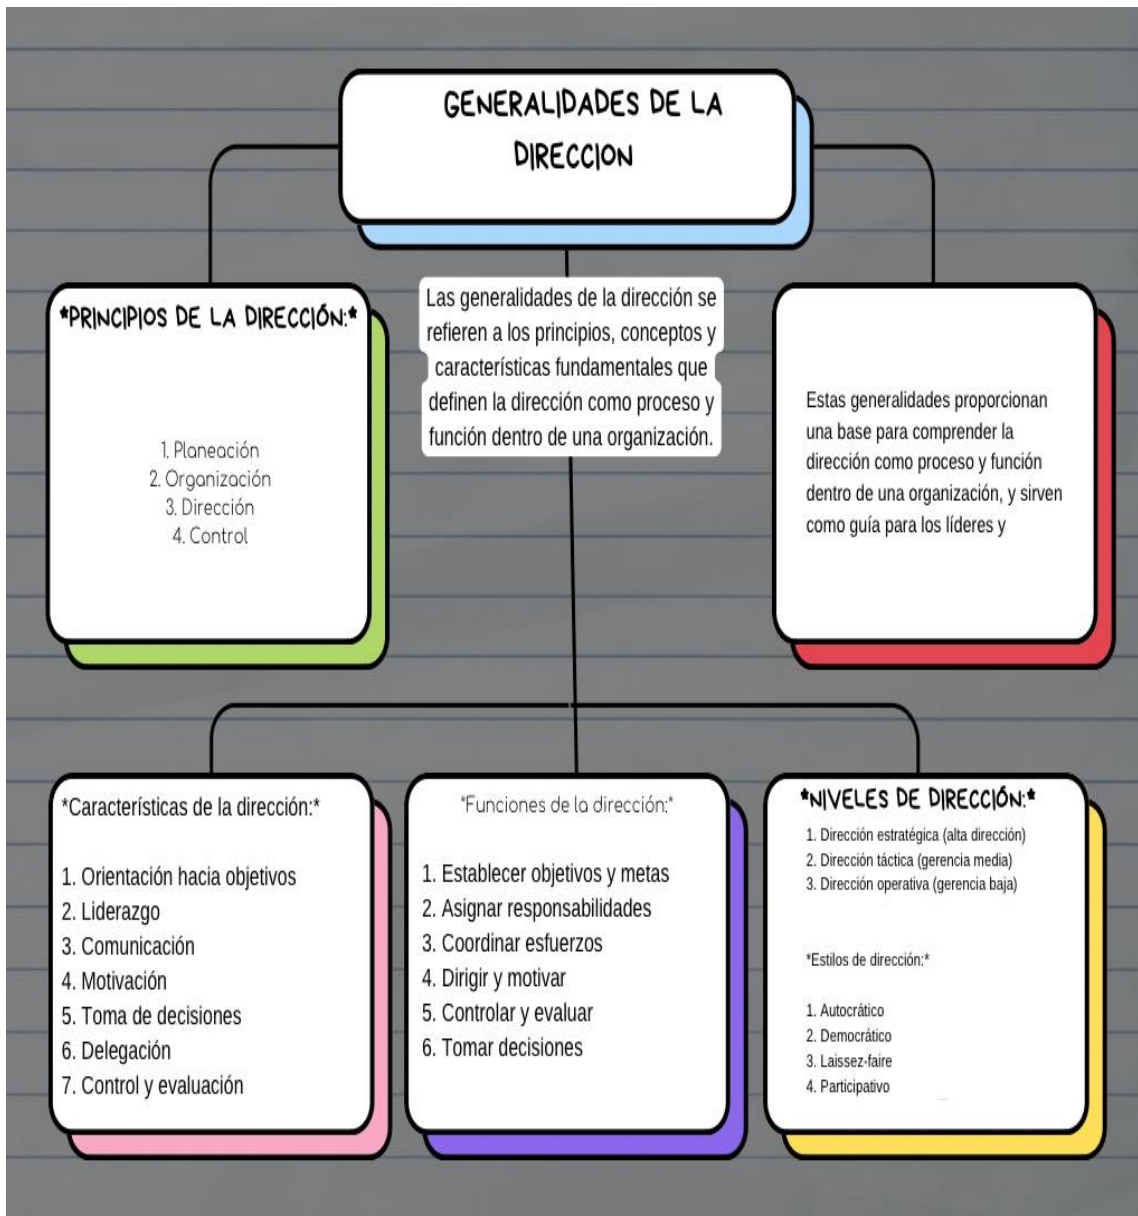 GENERALIDADES DE LA
DIRECCION
*PRINCIPIOS DE LA DIRECCIÓN:*
1. Planeación
2. Organización
3. Dirección
4. Control
Las generalidades de la dirección se
refieren a los principios, conceptos y
características fundamentales que
definen la dirección como proceso y
función dentro de una organización.
Estas generalidades proporcionan
una base para comprender la
dirección como proceso y función
dentro de una organización, y sirven
como guía para los líderes y
*Características de la dirección:*
1. Orientación hacia objetivos
2. Liderazgo
3. Comunicación
4. Motivación
5. Toma de decisiones
6. Delegación
7. Control y evaluación
*Funciones de la dirección:*
1. Establecer objetivos y metas
2. Asignar responsabilidades
3. Coordinar esfuerzos
4. Dirigir y motivar
5. Controlar y evaluar
6. Tomar decisiones
*NIVELES DE DIRECCIÓN:*
1. Dirección estratégica (alta dirección)
2. Dirección táctica (gerencia media)
3. Dirección operativa (gerencia baja)
*Estilos de dirección:*
1. Autocrático
2. Democrático
3. Laissez-faire
4. Participativo